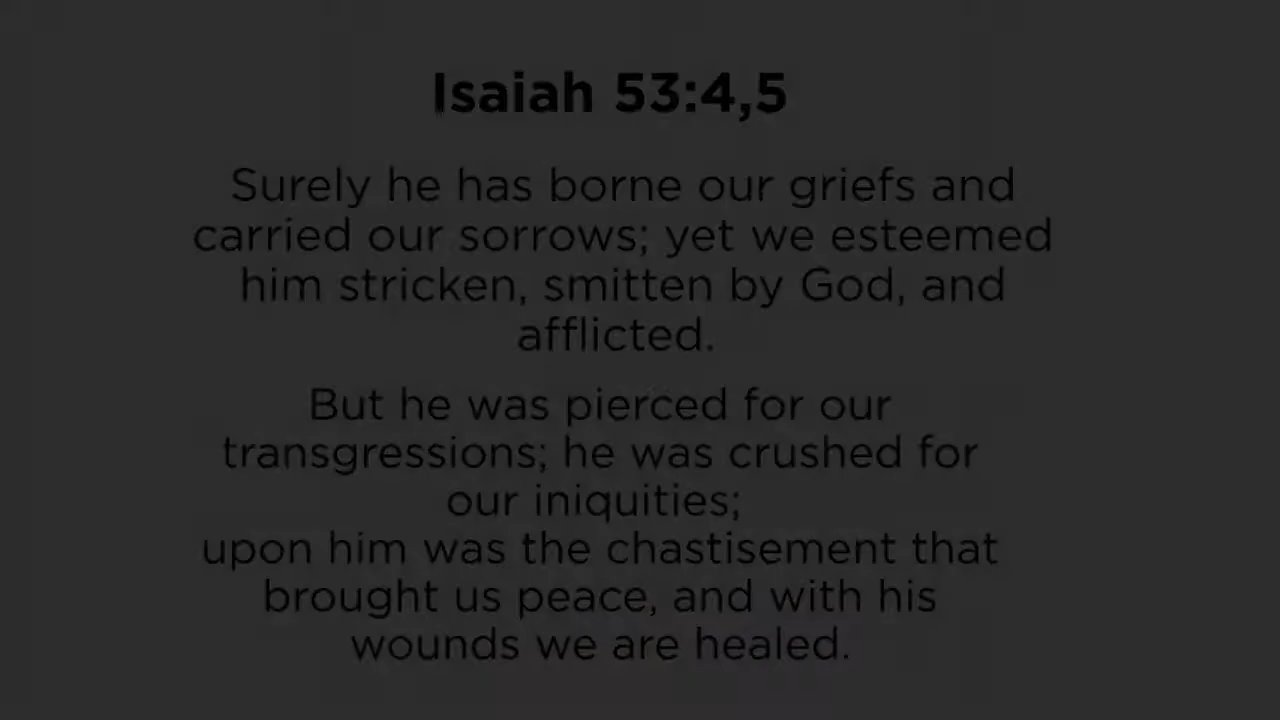 Isaiah 53:4,5
Surely he has borne our griefs and
carried our sorrows; yet we esteemed
him stricken, smitten by God, and
afflicted.
But he was pierced for our
transgressions; he was crushed for
our iniquities;
upon him was the chastisement that
brought us peace, and with his
wounds we are healed.